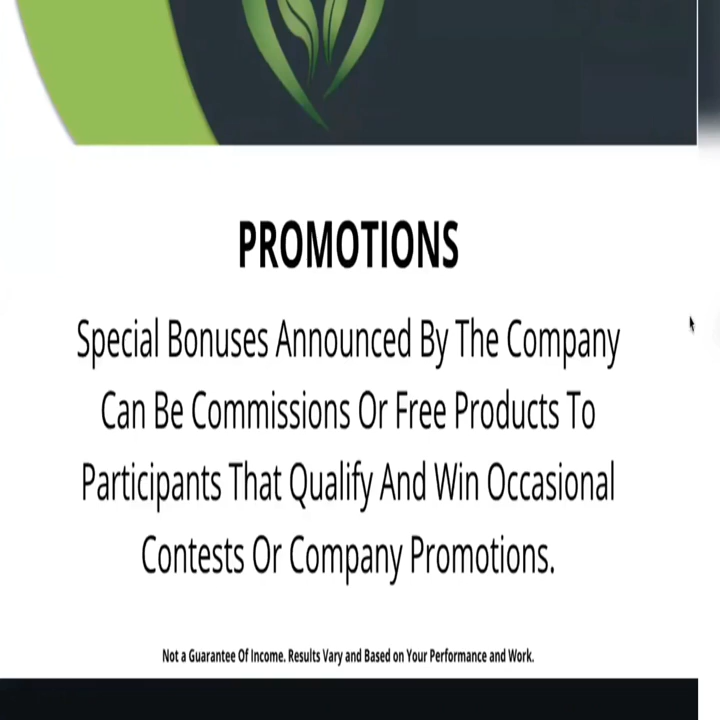 PROMOTIONS
Special Bonuses Announced By The Company
Can Be Commissions Or Free Products To
Participants That Qualify And Win Occasional
Contests Or Company Promotions.
Not a Guarantee Of Income. Results Vary and Based on Your Performance and Work.